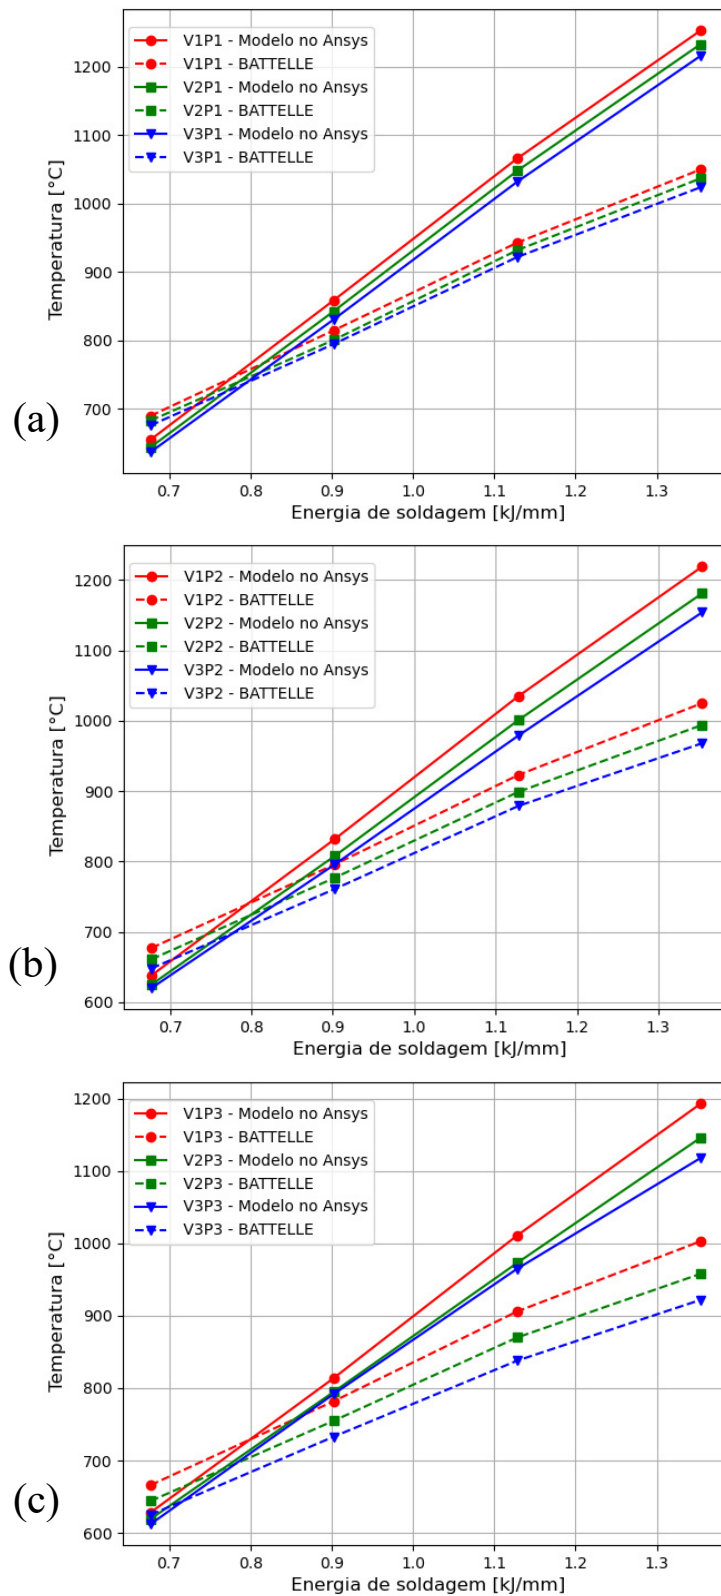 V1P1 - Modelo no Ansys
V1P1 - BATTELLE
V2P1 - Modelo no Ansys
V2P1 - BATTELLE
V3P1 - Modelo no Ansys
V3P1 - BATTELLE
1200
1100
1000
900
800
700
Temperatura [°C]
(a)
0.7 0.8 0.9 1.0 1.1 1.2 1.3
Energia de soldagem [kJ/mm]
V1P2 - Modelo no Ansys
V1P2 - BATTELLE
V2P2 - Modelo no Ansys
V2P2 - BATTELLE
V3P2 - Modelo no Ansys
V3P2 - BATTELLE
1200
1100
1000
900
800
700
600
Temperatura [°C]
(b)
0.7 0.8 0.9 1.0 1.1 1.2 1.3
Energia de soldagem [kJ/mm]
V1P3 - Modelo no Ansys
V1P3 - BATTELLE
V2P3 - Modelo no Ansys
V2P3 - BATTELLE
V3P3 - Modelo no Ansys
V3P3 - BATTELLE
1200
1100
1000
900
800
700
600
Temperatura [°C]
(c)
0.7 0.8 0.9 1.0 1.1 1.2 1.3
Energia de soldagem [kJ/mm]